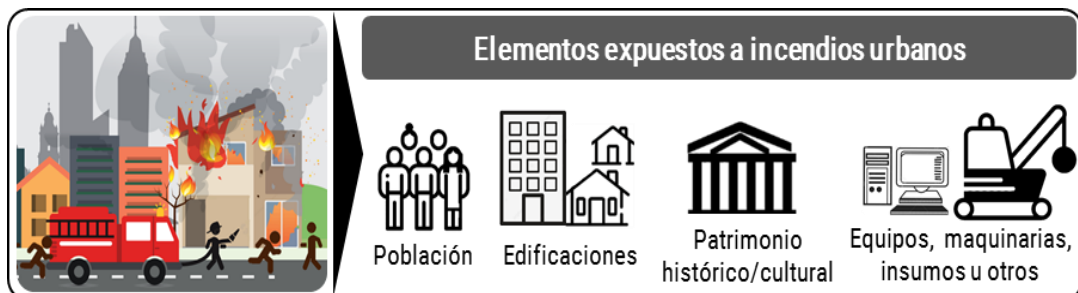 Elementos expuestos a incendios urbanos
Población
Edificaciones
Patrimonio
histórico/cultural
Equipos, maquinarias,
insumos u otros